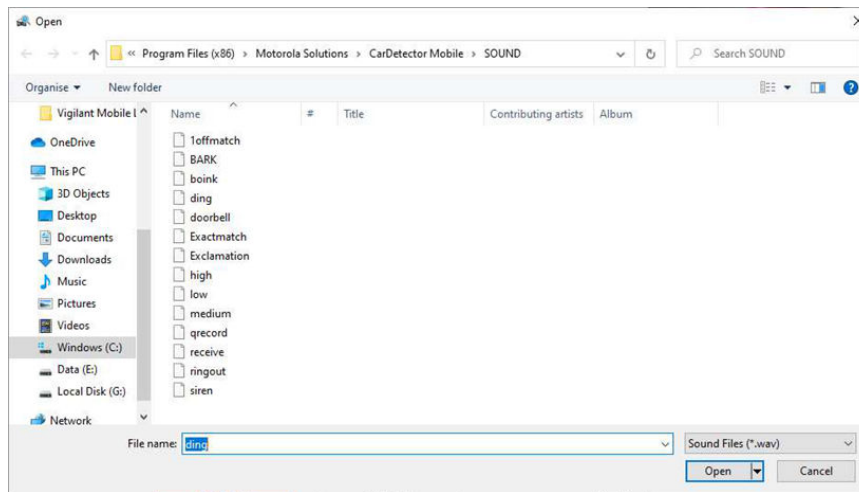 Open
« Program Files (x86) › Motorola Solutions › CarDetector Mobile › SOUND
Search SOUND
Organise
New folder
Name
#
Title
Contributing artists
Album
Vigilant Mobile L
OneDrive
This PC
3D Objects
Desktop
Documents
Downloads
Music
Pictures
Videos
Windows (C:)
Data (E:)
Local Disk (G:)
Network
1offmatch
BARK
boink
ding
doorbell
Exactmatch
Exclamation
high
low
medium
qrecord
receive
ringout
siren
File name: ding
Sound Files (*.wav)
Open
Cancel